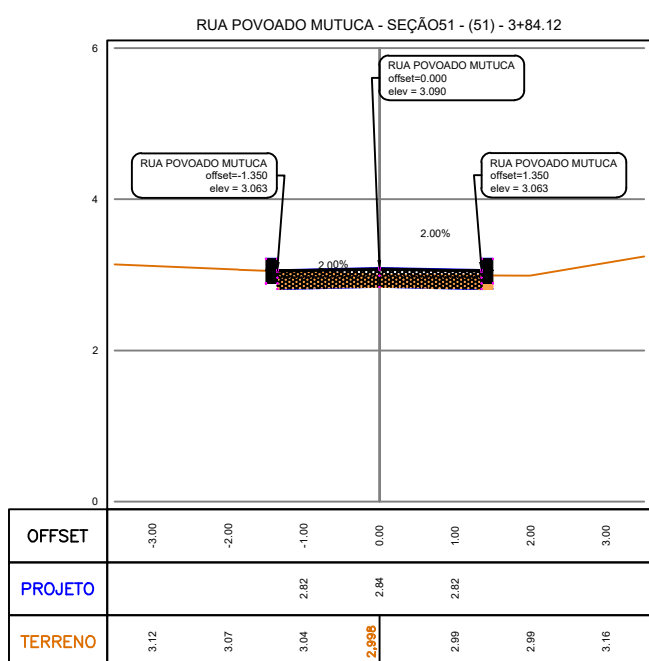 RUA POVOADO MUTUCA - SEÇÃO51 - (51) - 3+84.12
6
RUA POVOADO MUTUCA
offset=0.000
elev = 3.090
RUA POVOADO MUTUCA
offset=-1.350
elev = 3.063
RUA POVOADO MUTUCA
offset=1.350
elev = 3.063
4
2.00%
2.00%
2
0
OFFSET -3.00 -2.00 -1.00 0.00 1.00 2.00 3.00
PROJETO 2.82 2.84 2.82
TERRENO 3.12 3.07 3.04 2,998 2.99 2.99 3.16